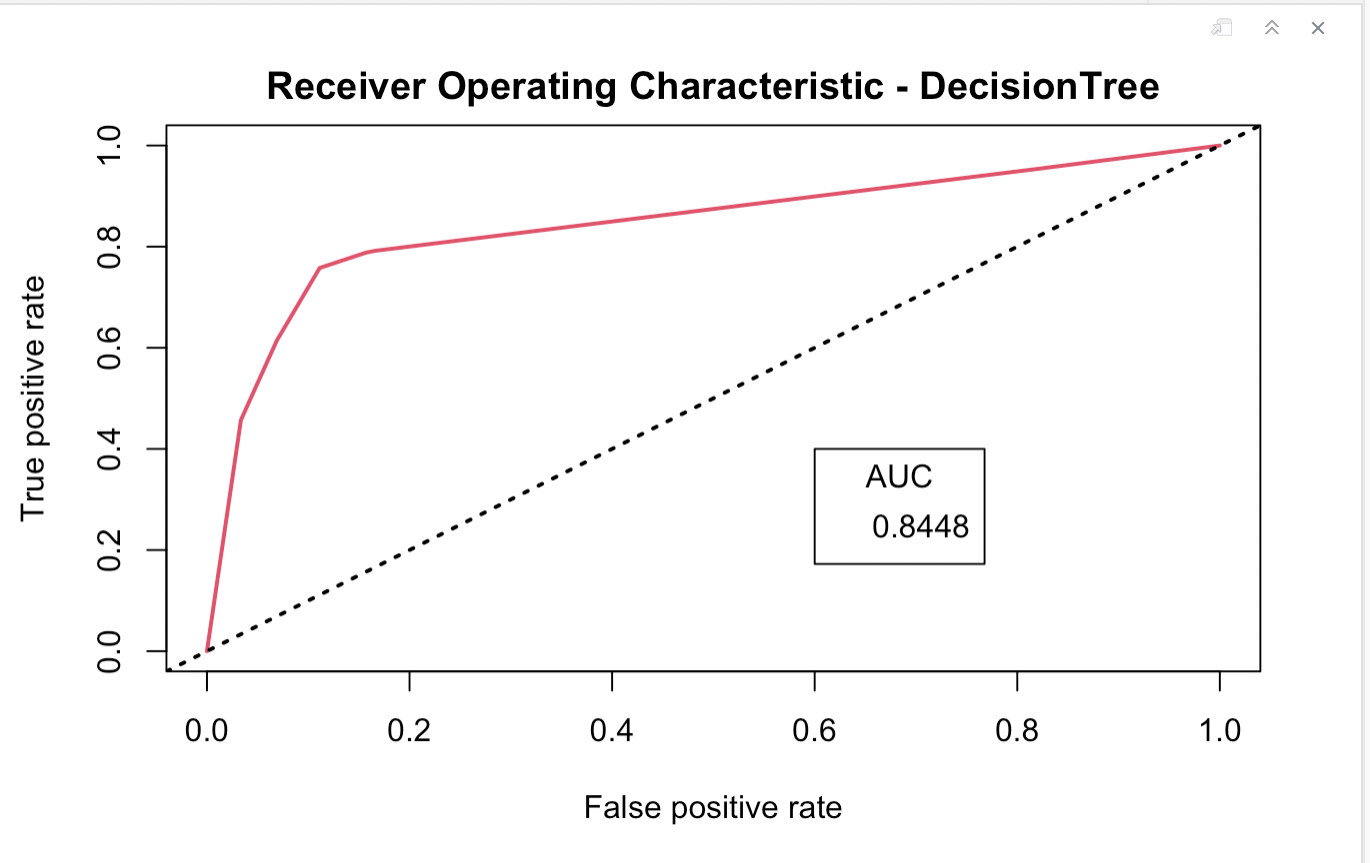 Receiver Operating Characteristic - DecisionTree
True positive rate
1.0
0.8
0.6
0.4
0.2
0.0
AUC
0.8448
0.0 0.2 0.4 0.6 0.8 1.0
False positive rate